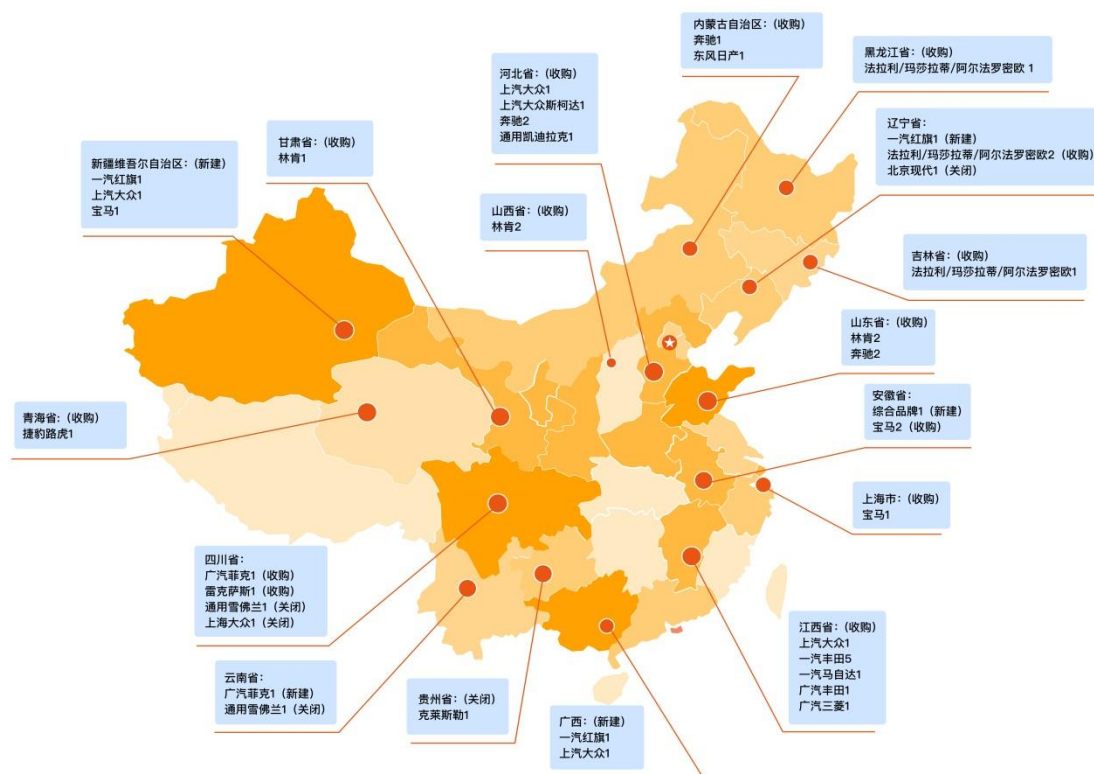 内蒙古自治区：(收购)
奔驰1
东风日产1
黑龙江省：(收购)
法拉利/玛莎拉蒂/阿尔法罗密欧 1
河北省：(收购)
上汽大众1
上汽大众斯柯达1
奔驰2
通用凯迪拉克1
辽宁省：
一汽红旗1（新建）
法拉利/玛莎拉蒂/阿尔法罗密欧2（收购）
北京现代1（关闭）
甘肃省：(收购)
林肯1
新疆维吾尔自治区：(新建)
一汽红旗1
上汽大众1
宝马1
山西省：(收购)
林肯2
吉林省：(收购)
法拉利/玛莎拉蒂/阿尔法罗密欧1
山东省：(收购)
林肯2
奔驰2
安徽省：
综合品牌1（新建）
宝马2（收购）
青海省：(收购)
捷豹路虎1
上海市：(收购)
宝马1
四川省：
广汽菲克1（收购）
雷克萨斯1（收购）
通用雪佛兰1（关闭）
上海大众1（关闭）
江西省：(收购)
上汽大众1
一汽丰田5
一汽马自达1
广汽丰田1
广汽三菱1
云南省：
广汽菲克1（新建）
通用雪佛兰1（关闭）
贵州省：(关闭)
克莱斯勒1
广西：(新建)
一汽红旗1
上汽大众1